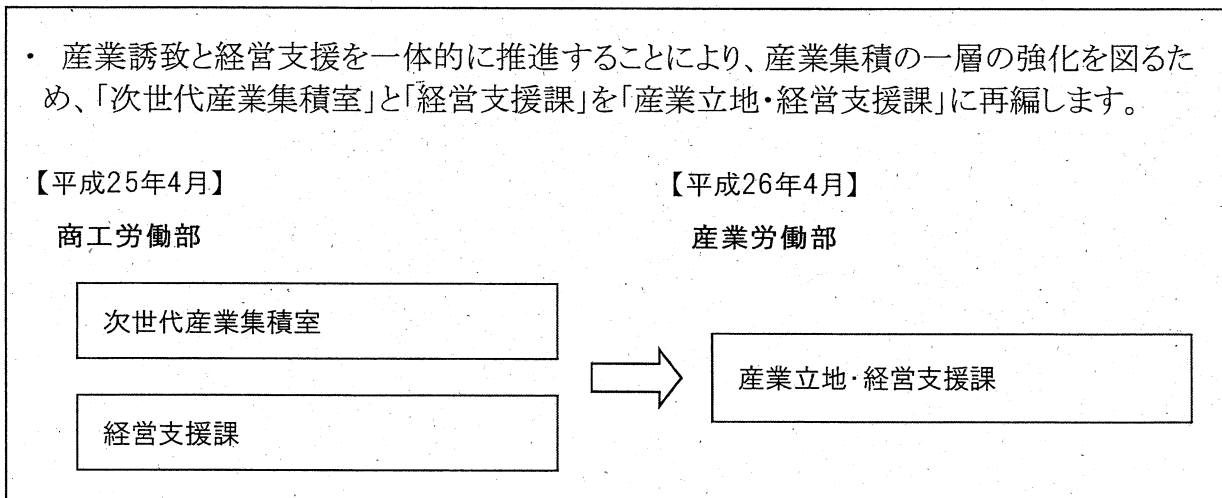 ・ 産業誘致と経営支援を一体的に推進することにより、産業集積の一層の強化を図るた
め、「次世代産業集積室」と「経営支援課」を「産業立地・経営支援課」に再編します。
【平成25年4月】
【平成26年4月】
商工労働部
産業労働部
次世代産業集積室
産業立地・経営支援課
経営支援課